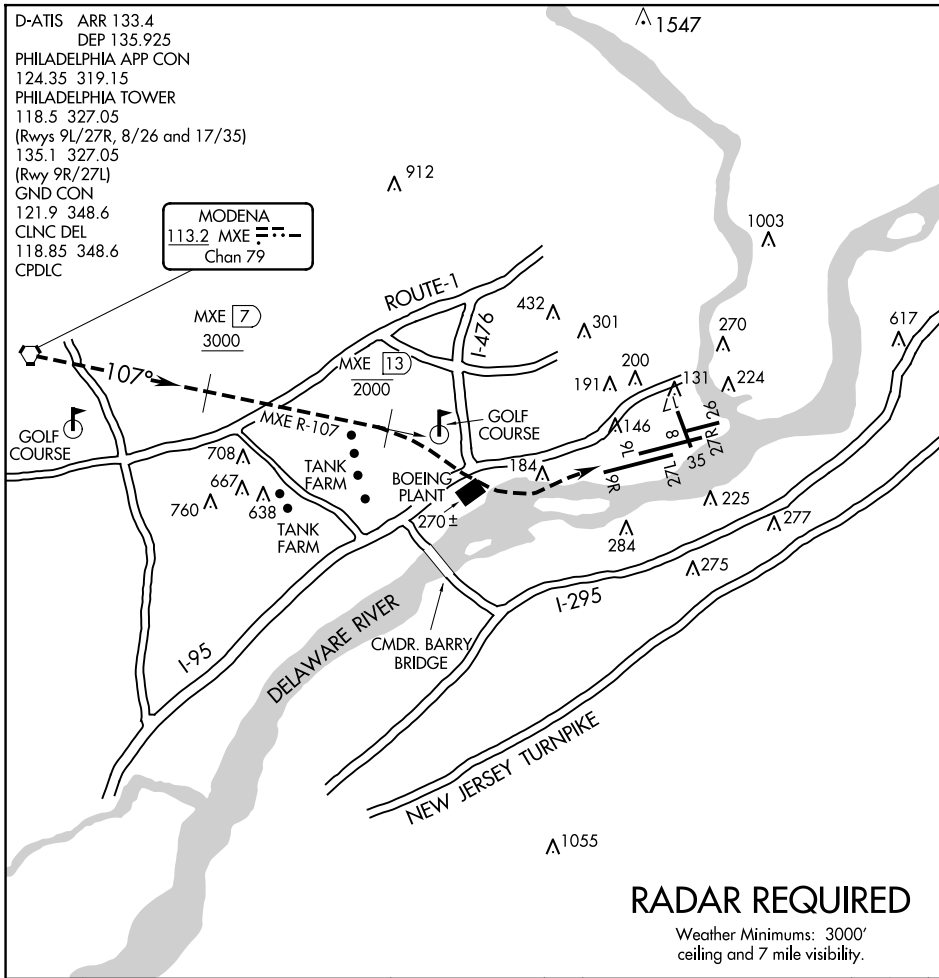 D-ATIS ARR 133.4
DEP 135.925
PHILADELPHIA APP CON
124.35 319.15
PHILADELPHIA TOWER
118.5 327.05
(Rwys 9L/27R, 8/26 and 17/35)
135.1 327.05
(Rwy 9R/27L)
GND CON
121.9 348.6
CLNC DEL
118.85 348.6
CPDLC
1547
912
MODENA
113.2 MXE
Chan 79
1003
ROUTE-1
I-476
432
301
270
617
MXE 7
3000
MXE 13
2000
107°
MXE R-107
191
200
131
224
GOLF
COURSE
GOLF
COURSE
146
17
8
26
9L
27R
35
9R
27L
184
708
760
667
638
TANK
FARM
TANK
FARM
BOEING
PLANT
270±
225
284
277
275
I-295
I-95
DELAWARE RIVER
CMDR. BARRY
BRIDGE
NEW JERSEY TURNPIKE
1055
RADAR REQUIRED
Weather Minimums: 3000'
ceiling and 7 mile visibility.